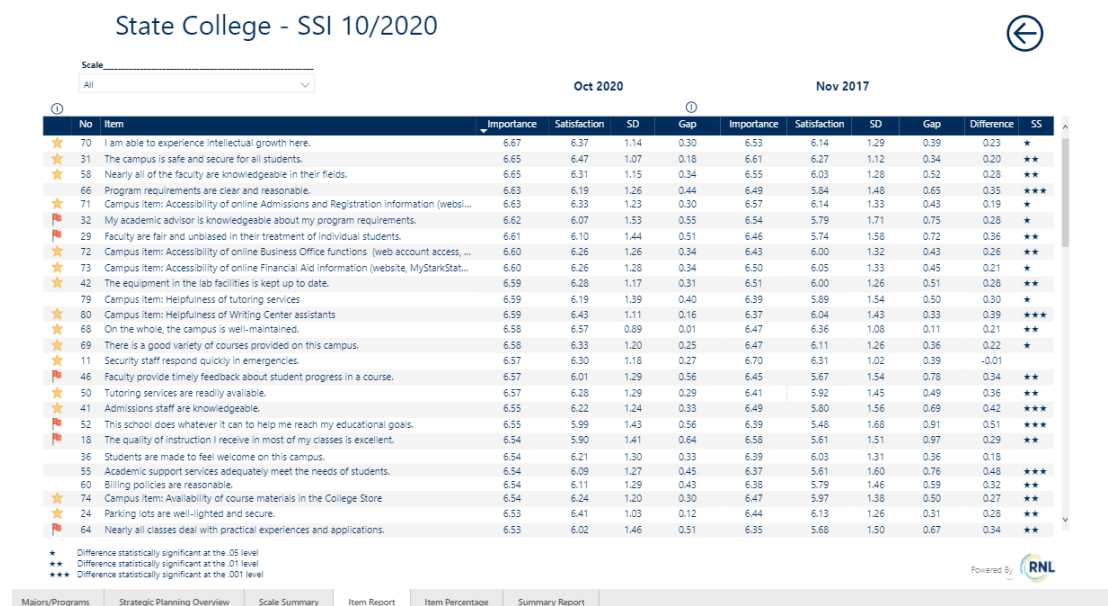 State College - SSI 10/2020
Scale
All
Oct 2020 Nov 2017
No Item Importance Satisfaction SD Gap Importance Satisfaction SD Gap Difference SS
70 I am able to experience intellectual growth here. 6.67 6.37 1.14 0.30 6.53 6.14 1.29 0.39 0.23 ★
31 The campus is safe and secure for all students. 6.65 6.47 1.07 0.18 6.61 6.27 1.12 0.34 0.20 ★★
58 Nearly all of the faculty are knowledgeable in their fields. 6.65 6.31 1.15 0.34 6.55 6.03 1.28 0.52 0.28 ★★
66 Program requirements are clear and reasonable. 6.63 6.19 1.26 0.44 6.49 5.84 1.48 0.65 0.35 ★★★
71 Campus item: Accessibility of online Admissions and Registration information (websi... 6.63 6.33 1.23 0.30 6.57 6.14 1.33 0.43 0.19 ★
32 My academic advisor is knowledgeable about my program requirements. 6.62 6.07 1.53 0.55 6.54 5.79 1.71 0.75 0.28 ★
29 Faculty are fair and unbiased in their treatment of individual students. 6.61 6.10 1.44 0.51 6.46 5.74 1.58 0.72 0.36 ★★
72 Campus item: Accessibility of online Business Office functions (web account access, ... 6.60 6.26 1.26 0.34 6.43 6.00 1.32 0.43 0.26 ★★
73 Campus item: Accessibility of online Financial Aid information (website, MyStarkStat... 6.60 6.26 1.28 0.34 6.50 6.05 1.33 0.45 0.21 ★
42 The equipment in the lab facilities is kept up to date. 6.59 6.28 1.17 0.31 6.51 6.00 1.26 0.51 0.28 ★★
79 Campus item: Helpfulness of tutoring services 6.59 6.19 1.39 0.40 6.39 5.89 1.54 0.50 0.30 ★
80 Campus item: Helpfulness of Writing Center assistants 6.59 6.43 1.11 0.16 6.37 6.04 1.43 0.33 0.39 ★★★
68 On the whole, the campus is well-maintained. 6.58 6.57 0.89 0.01 6.47 6.36 1.08 0.11 0.21 ★★
69 There is a good variety of courses provided on this campus. 6.58 6.33 1.20 0.25 6.47 6.11 1.26 0.36 0.22 ★
11 Security staff respond quickly in emergencies. 6.57 6.30 1.18 0.27 6.70 6.31 1.02 0.39 -0.01
46 Faculty provide timely feedback about student progress in a course. 6.57 6.01 1.29 0.56 6.45 5.67 1.54 0.78 0.34 ★★
50 Tutoring services are readily available. 6.57 6.28 1.29 0.29 6.41 5.92 1.45 0.49 0.36 ★★
41 Admissions staff are knowledgeable. 6.55 6.22 1.24 0.33 6.49 5.80 1.56 0.69 0.42 ★★★
52 This school does whatever it can to help me reach my educational goals. 6.55 5.99 1.43 0.56 6.39 5.48 1.68 0.91 0.51 ★★★
18 The quality of instruction I receive in most of my classes is excellent. 6.54 5.90 1.41 0.64 6.58 5.61 1.51 0.97 0.29 ★★
36 Students are made to feel welcome on this campus. 6.54 6.21 1.30 0.33 6.39 6.03 1.31 0.36 0.18
55 Academic support services adequately meet the needs of students. 6.54 6.09 1.27 0.45 6.37 5.61 1.60 0.76 0.48 ★★★
60 Billing policies are reasonable. 6.54 6.11 1.29 0.43 6.38 5.79 1.46 0.59 0.32 ★★
74 Campus item: Availability of course materials in the College Store 6.54 6.24 1.20 0.30 6.47 5.97 1.38 0.50 0.27 ★★
24 Parking lots are well-lighted and secure. 6.53 6.41 1.03 0.12 6.44 6.13 1.26 0.31 0.28 ★★
64 Nearly all classes deal with practical experiences and applications. 6.53 6.02 1.46 0.51 6.35 5.68 1.50 0.67 0.34 ★★
★ Difference statistically significant at the .05 level
★★ Difference statistically significant at the .01 level
★★★ Difference statistically significant at the .001 level
Powered By RNL
Majors/Programs Strategic Planning Overview Scale Summary Item Report Item Percentage Summary Report